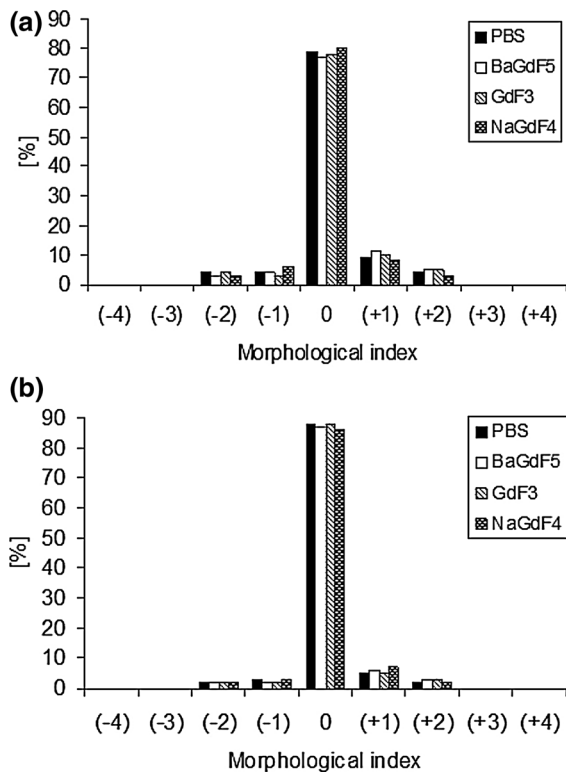 (a)
[%]
90
80
70
60
50
40
30
20
10
0
PBS
BaGdF5
GdF3
NaGdF4
(-4) (-3) (-2) (-1) 0 (+1) (+2) (+3) (+4)
Morphological index
(b)
[%]
90
80
70
60
50
40
30
20
10
0
PBS
BaGdF5
GdF3
NaGdF4
(-4) (-3) (-2) (-1) 0 (+1) (+2) (+3) (+4)
Morphological index